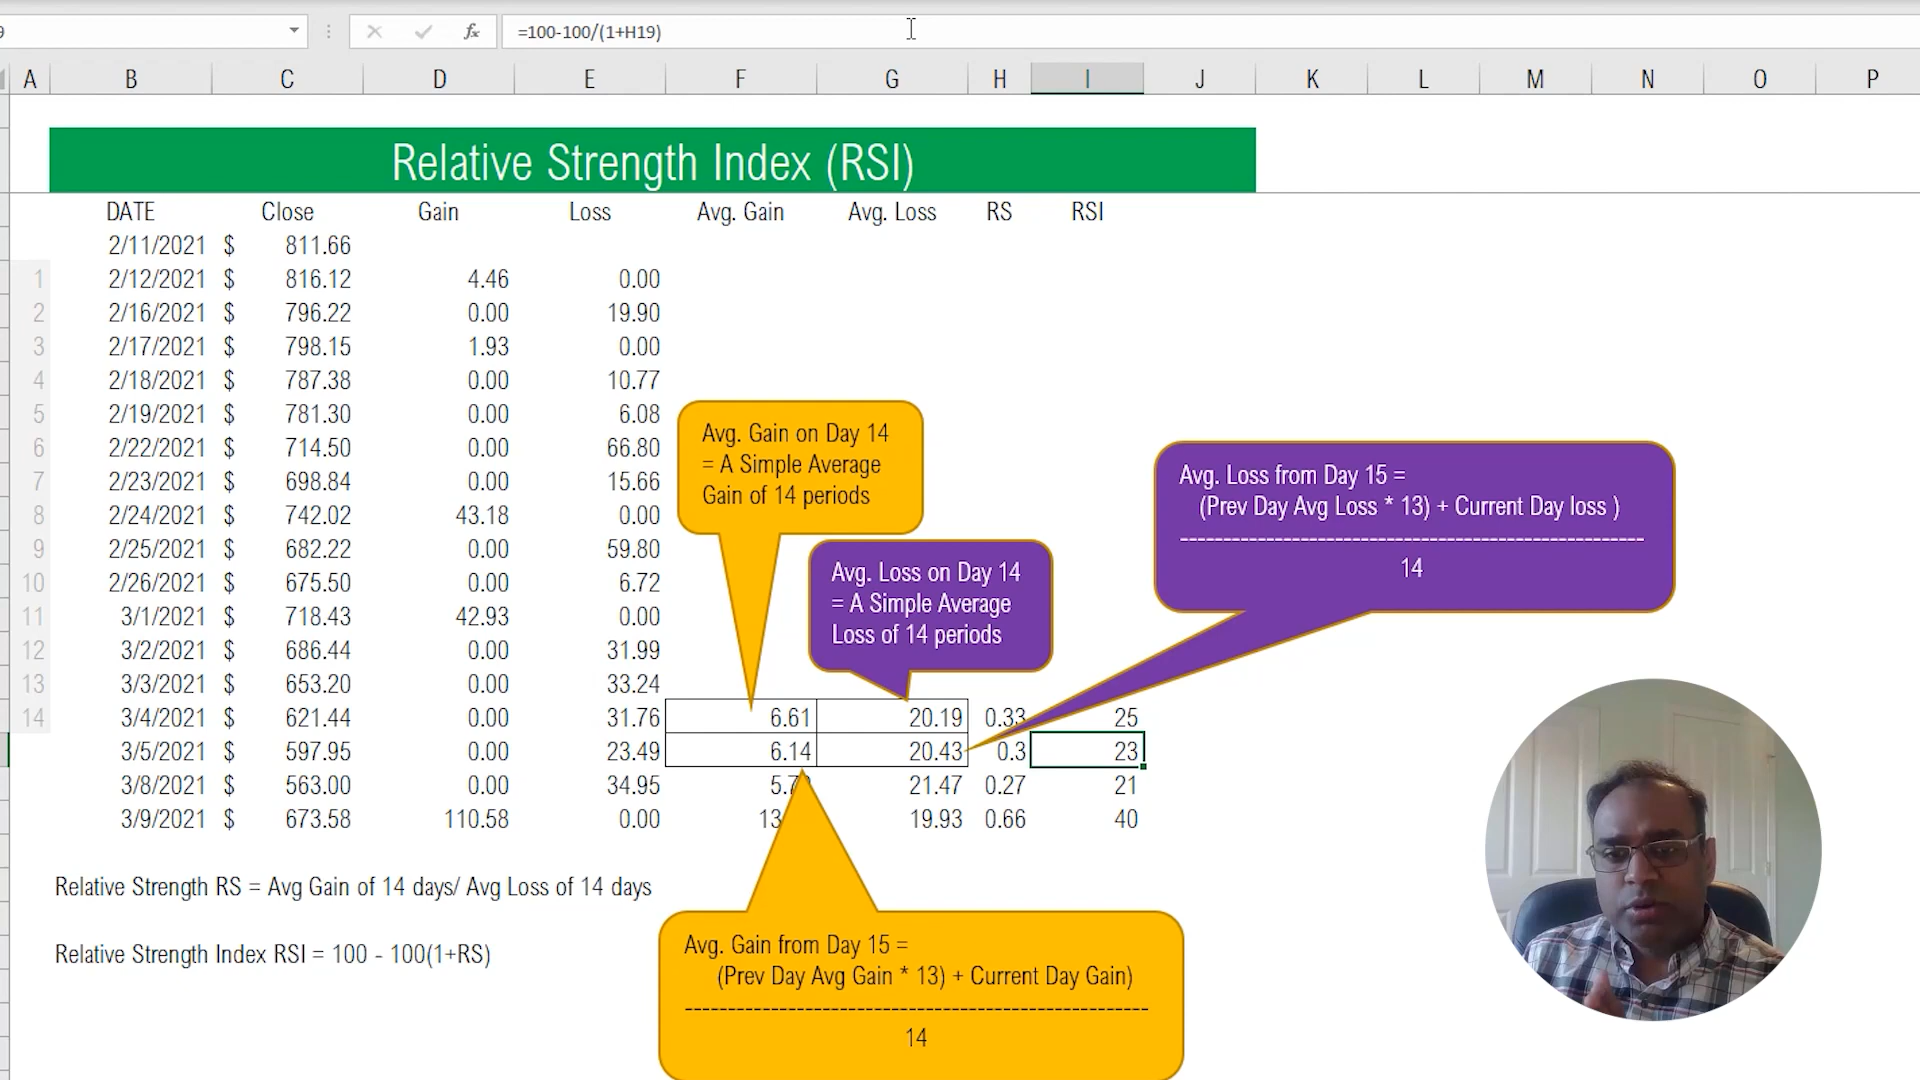 9
=100-100/(1+H19)
A B C D E F G H I J K L M N O P
Relative Strength Index (RSI)
DATE Close Gain Loss Avg. Gain Avg. Loss RS RSI
2/11/2021 $ 811.66
1 2/12/2021 $ 816.12 4.46 0.00
2 2/16/2021 $ 796.22 0.00 19.90
3 2/17/2021 $ 798.15 1.93 0.00
4 2/18/2021 $ 787.38 0.00 10.77
5 2/19/2021 $ 781.30 0.00 6.08
6 2/22/2021 $ 714.50 0.00 66.80
7 2/23/2021 $ 698.84 0.00 15.66
8 2/24/2021 $ 742.02 43.18 0.00
9 2/25/2021 $ 682.22 0.00 59.80
10 2/26/2021 $ 675.50 0.00 6.72
11 3/1/2021 $ 718.43 42.93 0.00
12 3/2/2021 $ 686.44 0.00 31.99
13 3/3/2021 $ 653.20 0.00 33.24
14 3/4/2021 $ 621.44 0.00 31.76 6.61 20.19 0.33 25
3/5/2021 $ 597.95 0.00 23.49 6.14 20.43 0.3 23
3/8/2021 $ 563.00 0.00 34.95 21.47 0.27 21
3/9/2021 $ 673.58 110.58 0.00 19.93 0.66 40
Avg. Gain on Day 14
= A Simple Average
Gain of 14 periods
Avg. Loss on Day 14
= A Simple Average
Loss of 14 periods
Avg. Loss from Day 15 =
(Prev Day Avg Loss * 13) + Current Day loss )
-----------------------------------------------------
14
Relative Strength RS = Avg Gain of 14 days/ Avg Loss of 14 days
Relative Strength Index RSI = 100 - 100(1+RS)
Avg. Gain from Day 15 =
(Prev Day Avg Gain * 13) + Current Day Gain)
-----------------------------------------------------
14